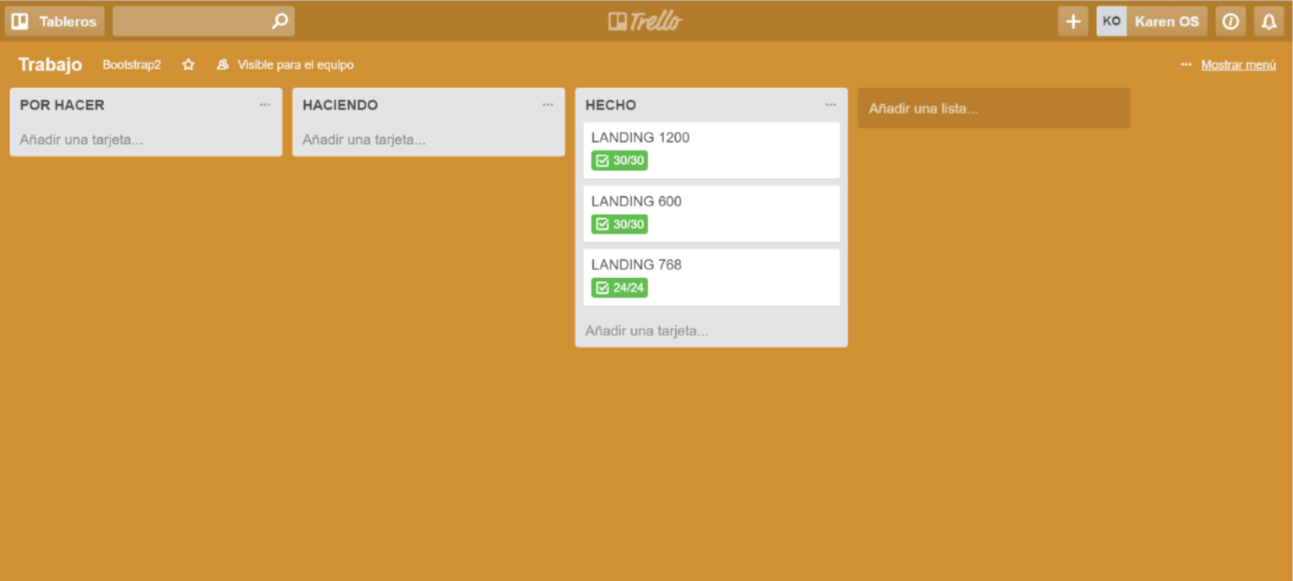 Tableros
Trello
KO Karen OS
Trabajo Bootstrap2 Visible para el equipo ... Mostrar menú
POR HACER ...
Añadir una tarjeta...
HACIENDO ...
Añadir una tarjeta...
HECHO ...
LANDING 1200
30/30
LANDING 600
30/30
LANDING 768
24/24
Añadir una tarjeta...
Añadir una lista...